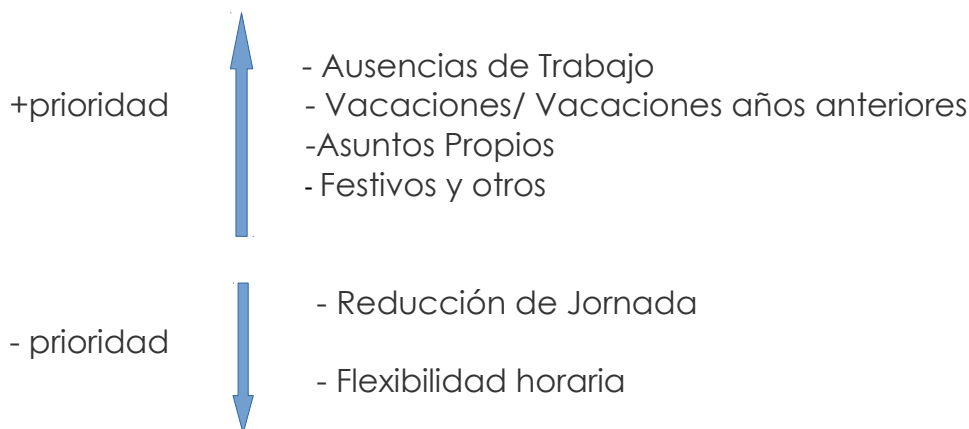 - Ausencias de Trabajo
+prioridad
- Vacaciones/ Vacaciones años anteriores
-Asuntos Propios
- Festivos y otros
- Reducción de Jornada
- prioridad
- Flexibilidad horaria